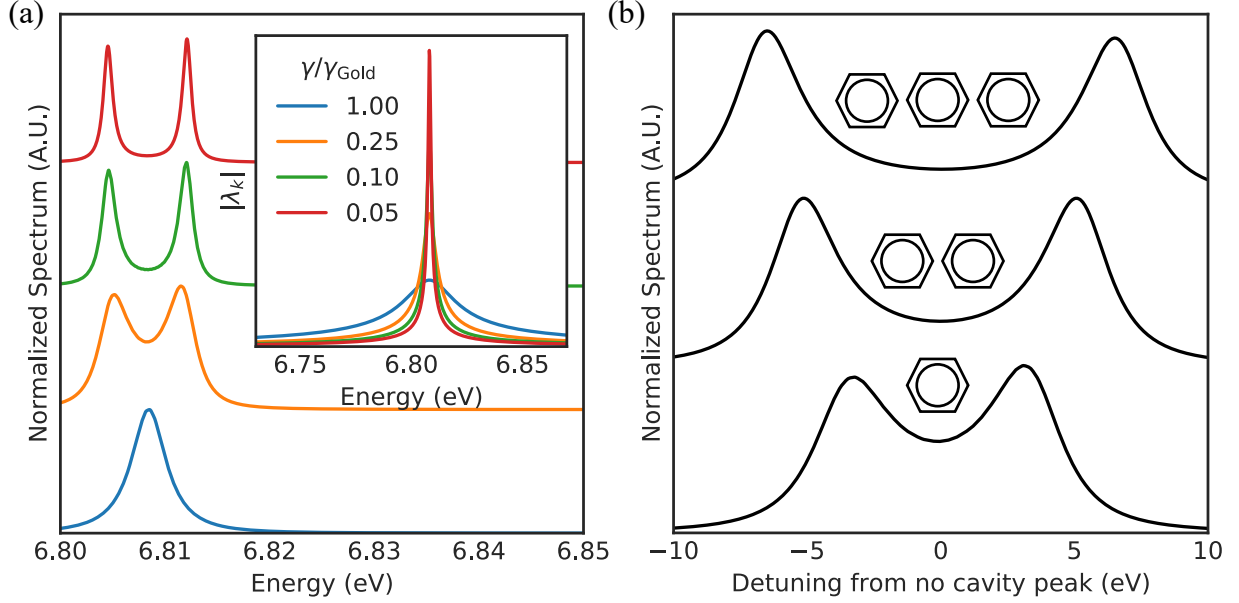 (a)
Normalized Spectrum (A.U.)
γ/γGold
1.00
0.25
0.10
0.05
|λk|
6.75 6.80 6.85
Energy (eV)
6.80 6.81 6.82 6.83 6.84 6.85
Energy (eV)
(b)
Normalized Spectrum (A.U.)
−10 −5 0 5 10
Detuning from no cavity peak (eV)